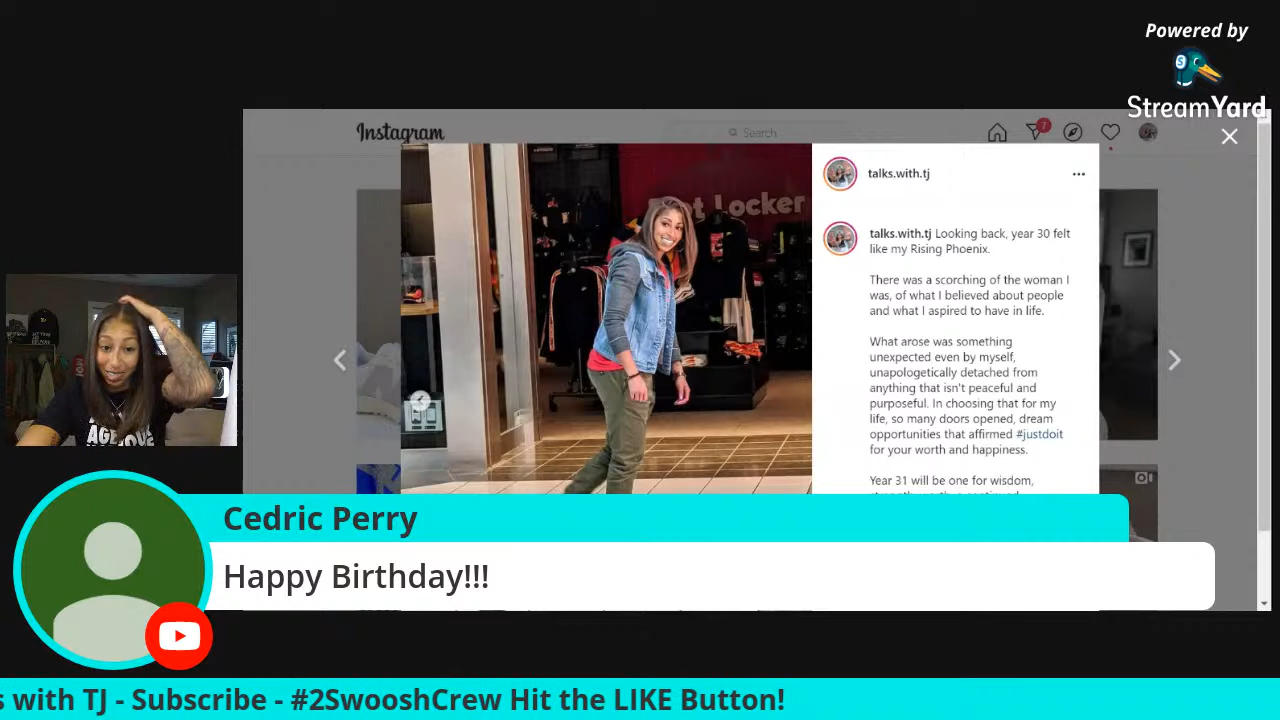 Powered by
StreamYard
Instagram
Search
7
Locker
talks.with.tj
talks.with.tj Looking back, year 30 felt
like my Rising Phoenix.
There was a scorching of the woman I
was, of what I believed about people
and what I aspired to have in life.
What arose was something
unexpected even by myself,
unapologetically detached from
anything that isn't peaceful and
purposeful. In choosing that for my
life, so many doors opened, dream
opportunities that affirmed #justdoit
for your worth and happiness.
Year 31 will be one for wisdom,
Cedric Perry
Happy Birthday!!!
s with TJ - Subscribe - #2SwooshCrew Hit the LIKE Button!